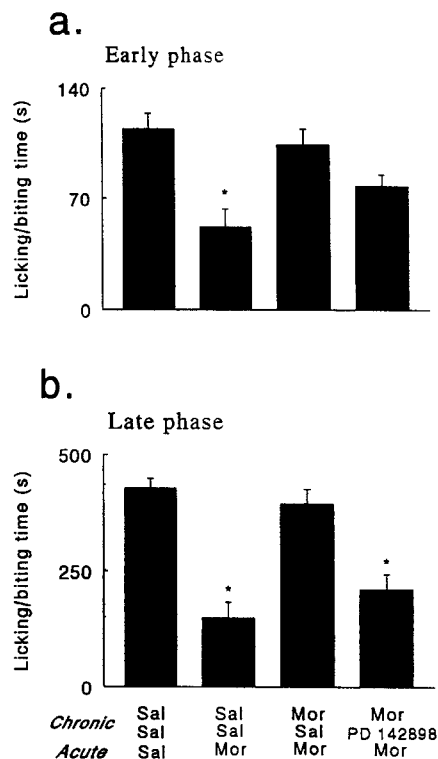 a.
Early phase
Licking/biting time (s)
140
70
0
*
b.
Late phase
Licking/biting time (s)
500
250
0
*
*
Chronic
Sal Sal Mor Mor
Sal Sal Sal PD 142898
Acute Sal Mor Mor Mor